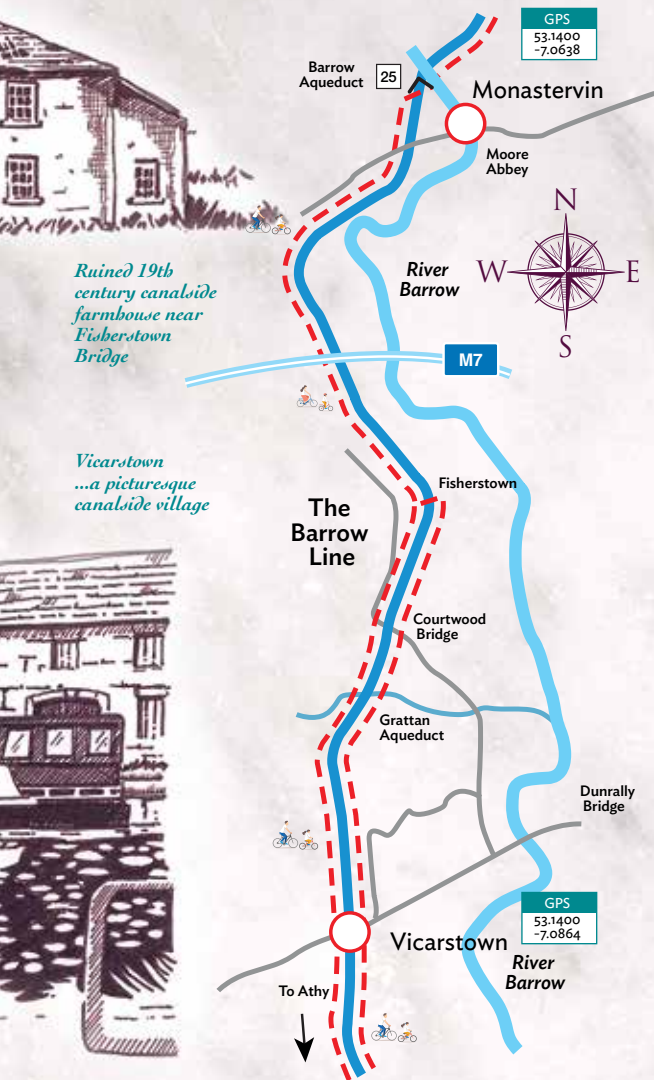 GPS
53.1400
-7.0638
Barrow
Aqueduct
25
Monastervin
Moore
Abbey
N
W
E
S
River
Barrow
Ruined 19th
century canalside
farmhouse near
Fisherstown
Bridge
M7
Vicarstown
...a picturesque
canalside village
Fisherstown
The
Barrow
Line
Courtwood
Bridge
Grattan
Aqueduct
Dunrally
Bridge
GPS
53.1400
-7.0864
Vicarstown
River
Barrow
To Athy